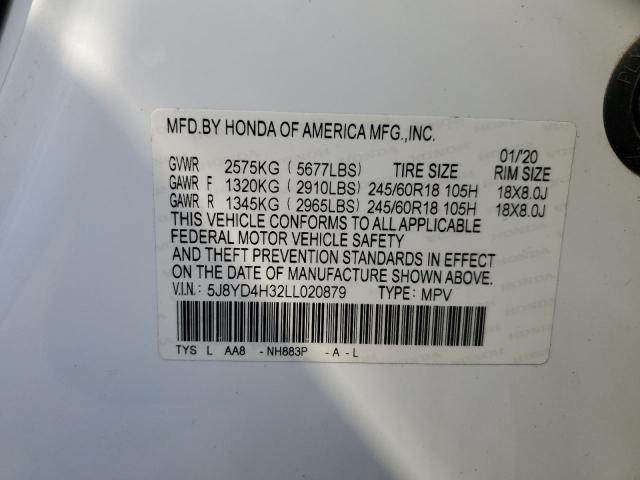 MFD.BY HONDA OF AMERICA MFG.,INC.
01/'20
GVWR 2575KG ( 5677LBS) TIRE SIZE RIM SIZE
GAWR F 1320KG ( 2910LBS) 245/60R18 105H 18X8.0J
GAWR R 1345KG ( 2965LBS) 245/60R18 105H 18X8.0J
THIS VEHICLE CONFORMS TO ALL APPLICABLE
FEDERAL MOTOR VEHICLE SAFETY
AND THEFT PREVENTION STANDARDS IN EFFECT
ON THE DATE OF MANUFACTURE SHOWN ABOVE.
V.I.N.: 5J8YD4H32LL020879 TYPE: MPV
TYS L AA8 - NH883P - A - L